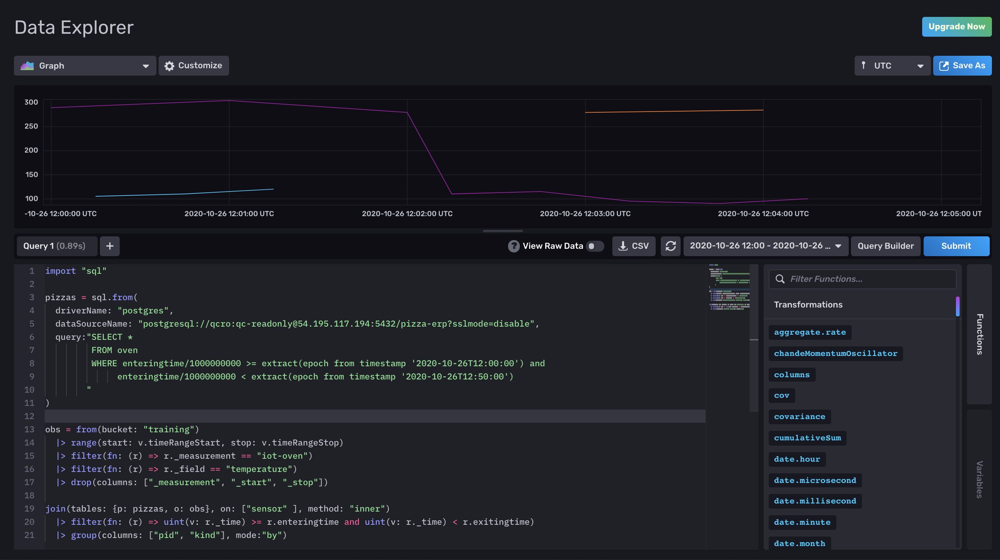 Data Explorer
Upgrade Now
Graph
Customize
UTC
Save As
300
250
200
150
100
-10-26 12:00:00 UTC
2020-10-26 12:01:00 UTC
2020-10-26 12:02:00 UTC
2020-10-26 12:03:00 UTC
2020-10-26 12:04:00 UTC
2020-10-26 12:05:00 UT
Query 1 (0.89s)
+
?
View Raw Data
CSV
2020-10-26 12:00 - 2020-10-26 ...
Query Builder
Submit
1 import "sql"
2
3 pizzas = sql.from(
4 driverName: "postgres",
5 dataSourceName: "postgresql://qcro:qc-readonly@54.195.117.194:5432/pizza-erp?sslmode=disable",
6 query:"SELECT *
7 FROM oven
8 WHERE enteringtime/1000000000 >= extract(epoch from timestamp '2020-10-26T12:00:00') and
9 enteringtime/1000000000 < extract(epoch from timestamp '2020-10-26T12:50:00')
10 "
11 )
12
13 obs = from(bucket: "training")
14 |> range(start: v.timeRangeStart, stop: v.timeRangeStop)
15 |> filter(fn: (r) => r._measurement == "iot-oven")
16 |> filter(fn: (r) => r._field == "temperature")
17 |> drop(columns: ["_measurement", "_start", "_stop"])
18
19 join(tables: {p: pizzas, o: obs}, on: ["sensor" ], method: "inner")
20 |> filter(fn: (r) => uint(v: r._time) >= r.enteringtime and uint(v: r._time) < r.exitingtime)
21 |> group(columns: ["pid", "kind"], mode:"by")
Filter Functions...
Transformations
aggregate.rate
chandeMomentumOscillator
columns
cov
covariance
cumulativeSum
date.hour
date.microsecond
date.millisecond
date.minute
date.month
Functions
Variables